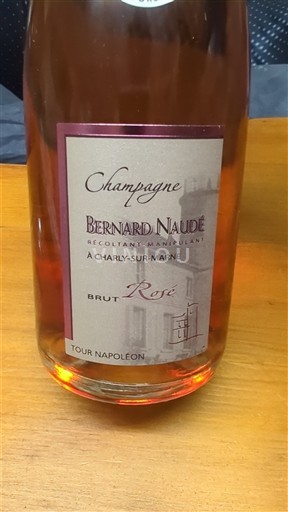 Champagne
BERNARD NAUDÉ
RÉCOLTANT-MANIPULANT
À CHARLY-SUR-MARNE
BRUT Rosé
TOUR NAPOLÉON